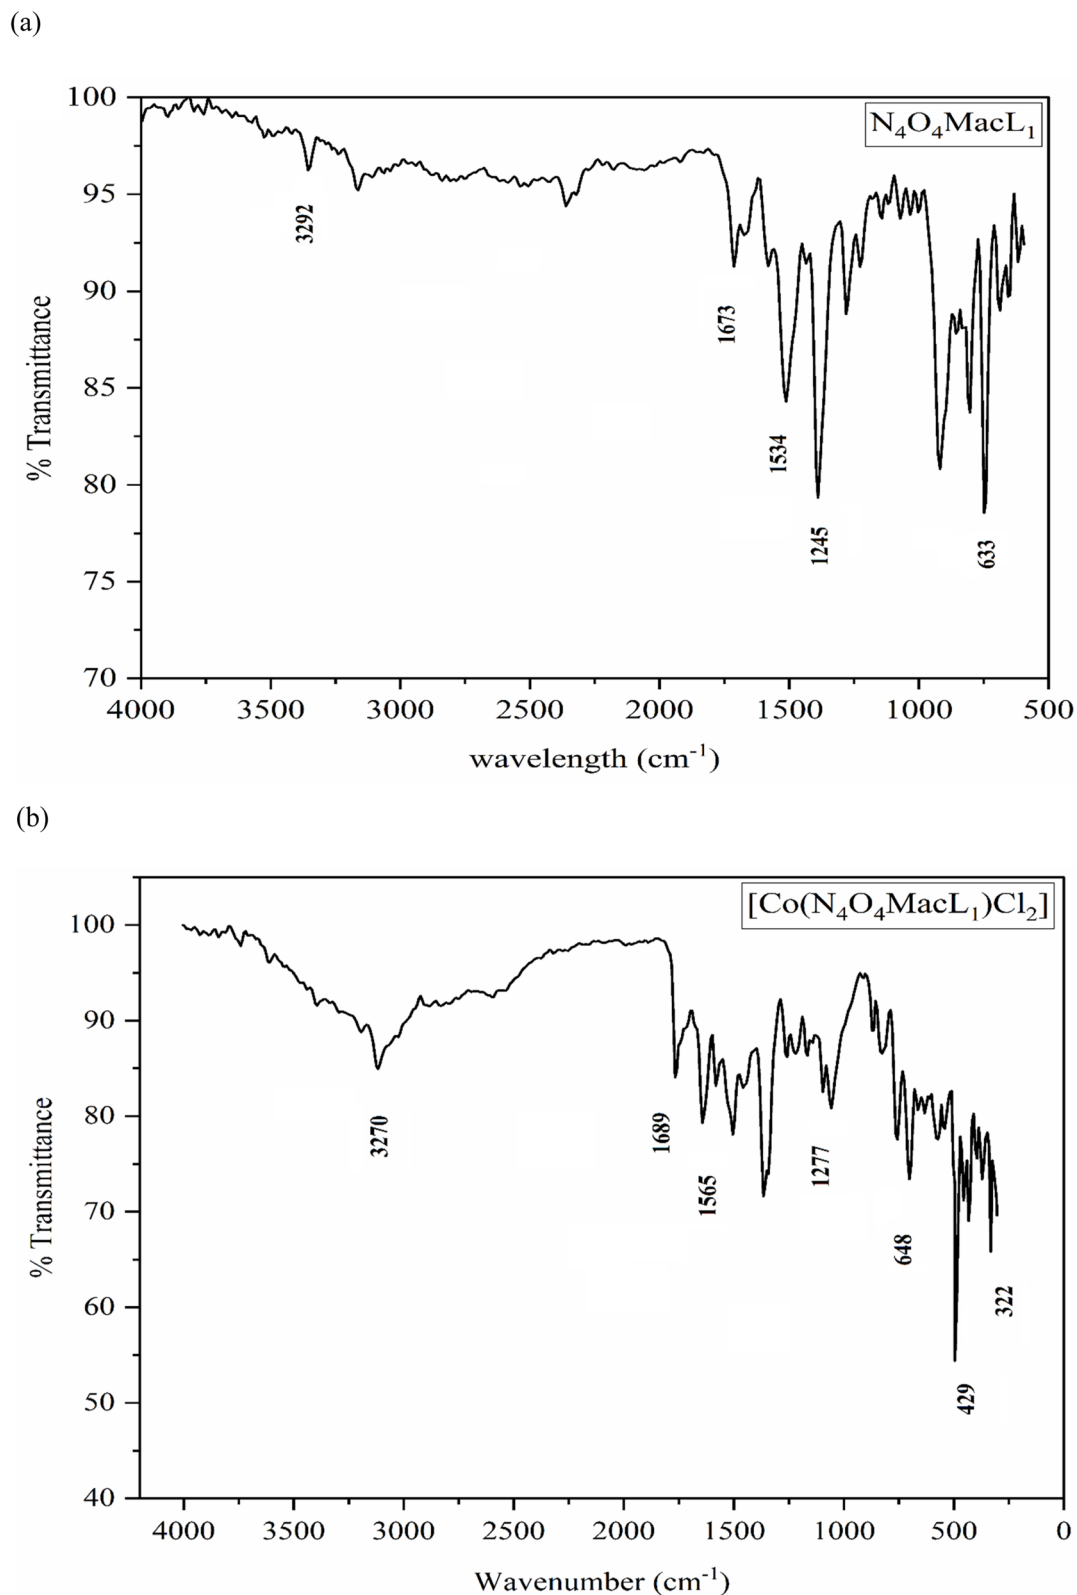 (a)
N₄O₄MacL₁
100
95
90
85
80
75
70
% Transmittance
3292
1673
1534
1245
633
4000 3500 3000 2500 2000 1500 1000 500
wavelength (cm⁻¹)
(b)
[Co(N₄O₄MacL₁)Cl₂]
100
90
80
70
60
50
40
% Transmittance
3270
1689
1565
1277
648
429
322
4000 3500 3000 2500 2000 1500 1000 500 0
Wavenumber (cm⁻¹)